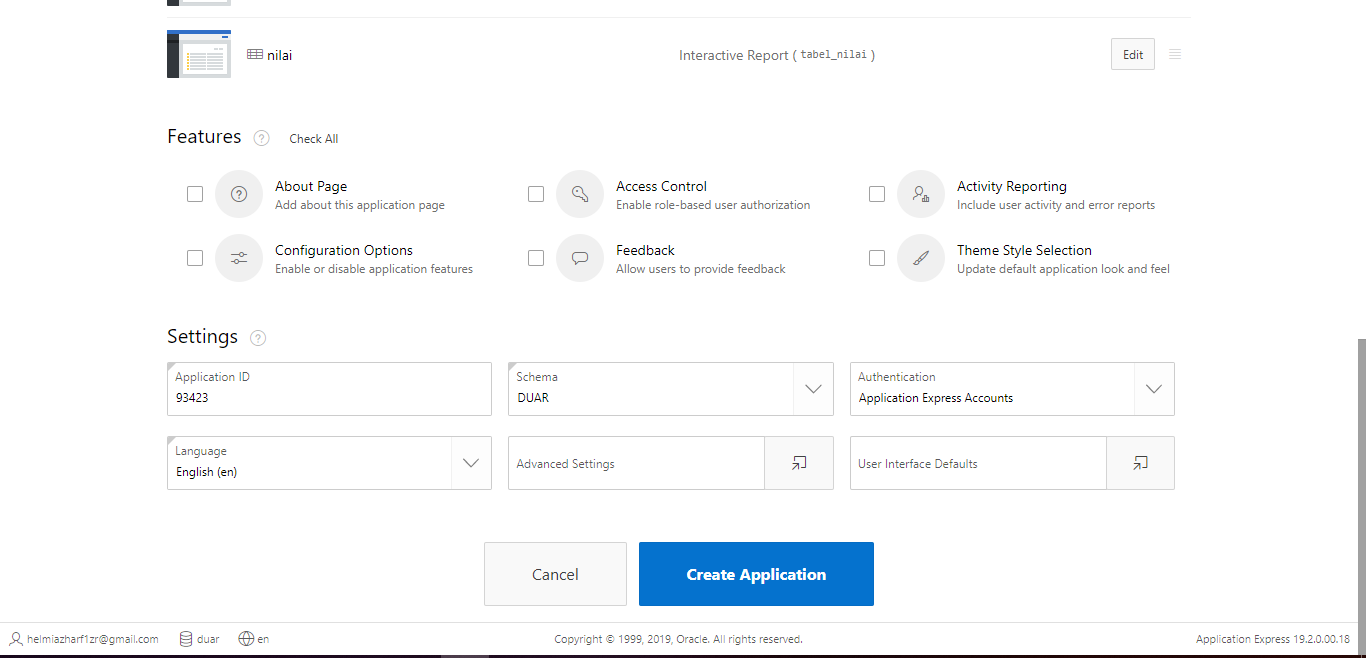 nilai Interactive Report ( tabel_nilai ) Edit
Features ? Check All
? About Page Access Control Activity Reporting
Add about this application page Enable role-based user authorization Include user activity and error reports
Configuration Options Feedback Theme Style Selection
Enable or disable application features Allow users to provide feedback Update default application look and feel
Settings ?
Application ID Schema Authentication
93423 DUAR Application Express Accounts
Language Advanced Settings User Interface Defaults
English (en)
Cancel Create Application
helmiazharf1zr@gmail.com duar en Copyright © 1999, 2019, Oracle. All rights reserved. Application Express 19.2.0.00.18